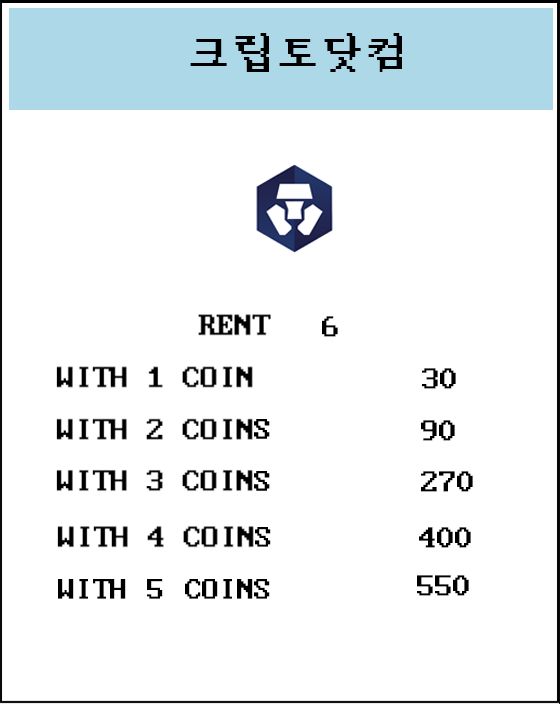 크립토닷컴
RENT 6
WITH 1 COIN 30
WITH 2 COINS 90
WITH 3 COINS 270
WITH 4 COINS 400
WITH 5 COINS 550